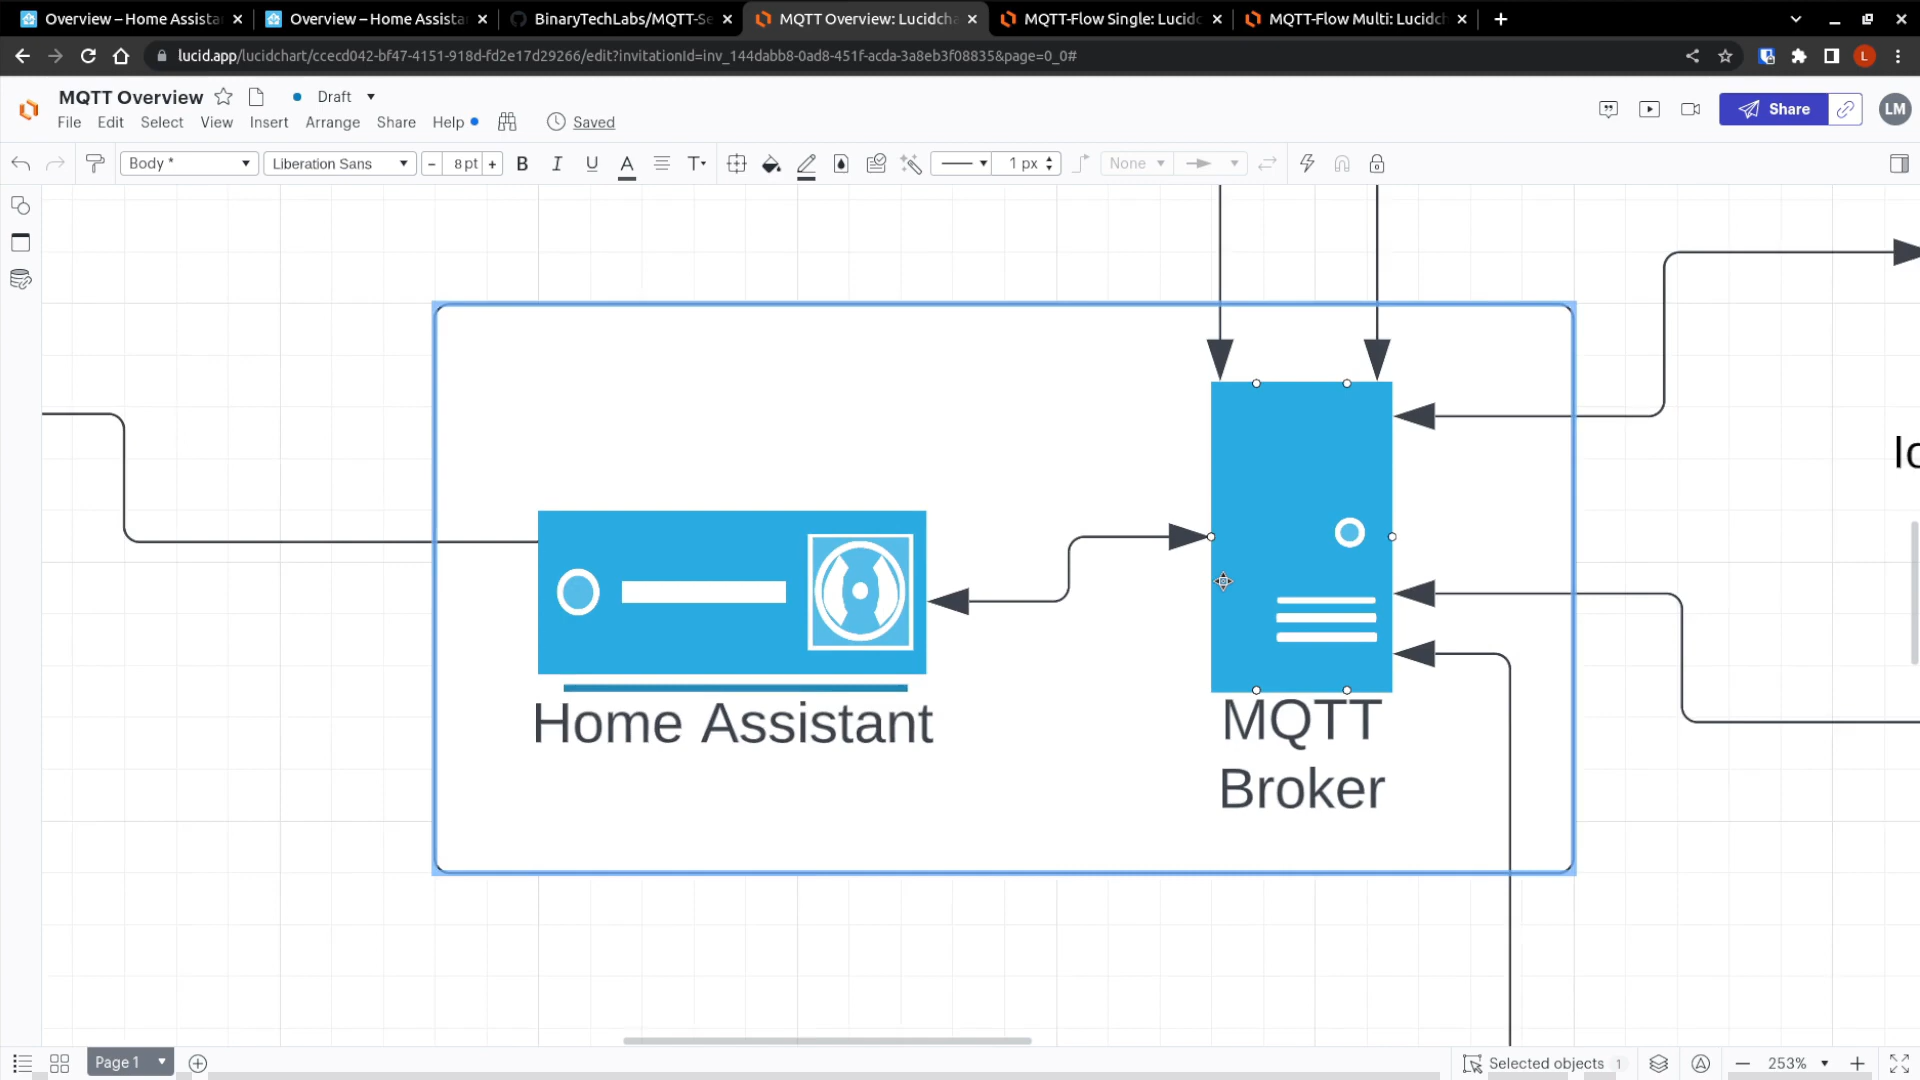 Overview – Home Assista
Overview – Home Assista
BinaryTechLabs/MQTT-Se
MQTT Overview: Lucidcha
MQTT-Flow Single: Lucidc
MQTT-Flow Multi: Lucidch
lucid.app/lucidchart/ccecd042-bf47-4151-918d-fd2e17d29266/edit?invitationId=inv_144dabb8-0ad8-451f-acda-3a8eb3f08835&page=0_0#
L
MQTT Overview
Draft
File Edit Select View Insert Arrange Share Help
Saved
Share
LM
Body *
Liberation Sans
- 8 pt +
B I U A T
1 px
None
Home Assistant
MQTT
Broker
Ic
Page 1
Selected objects 1
253%